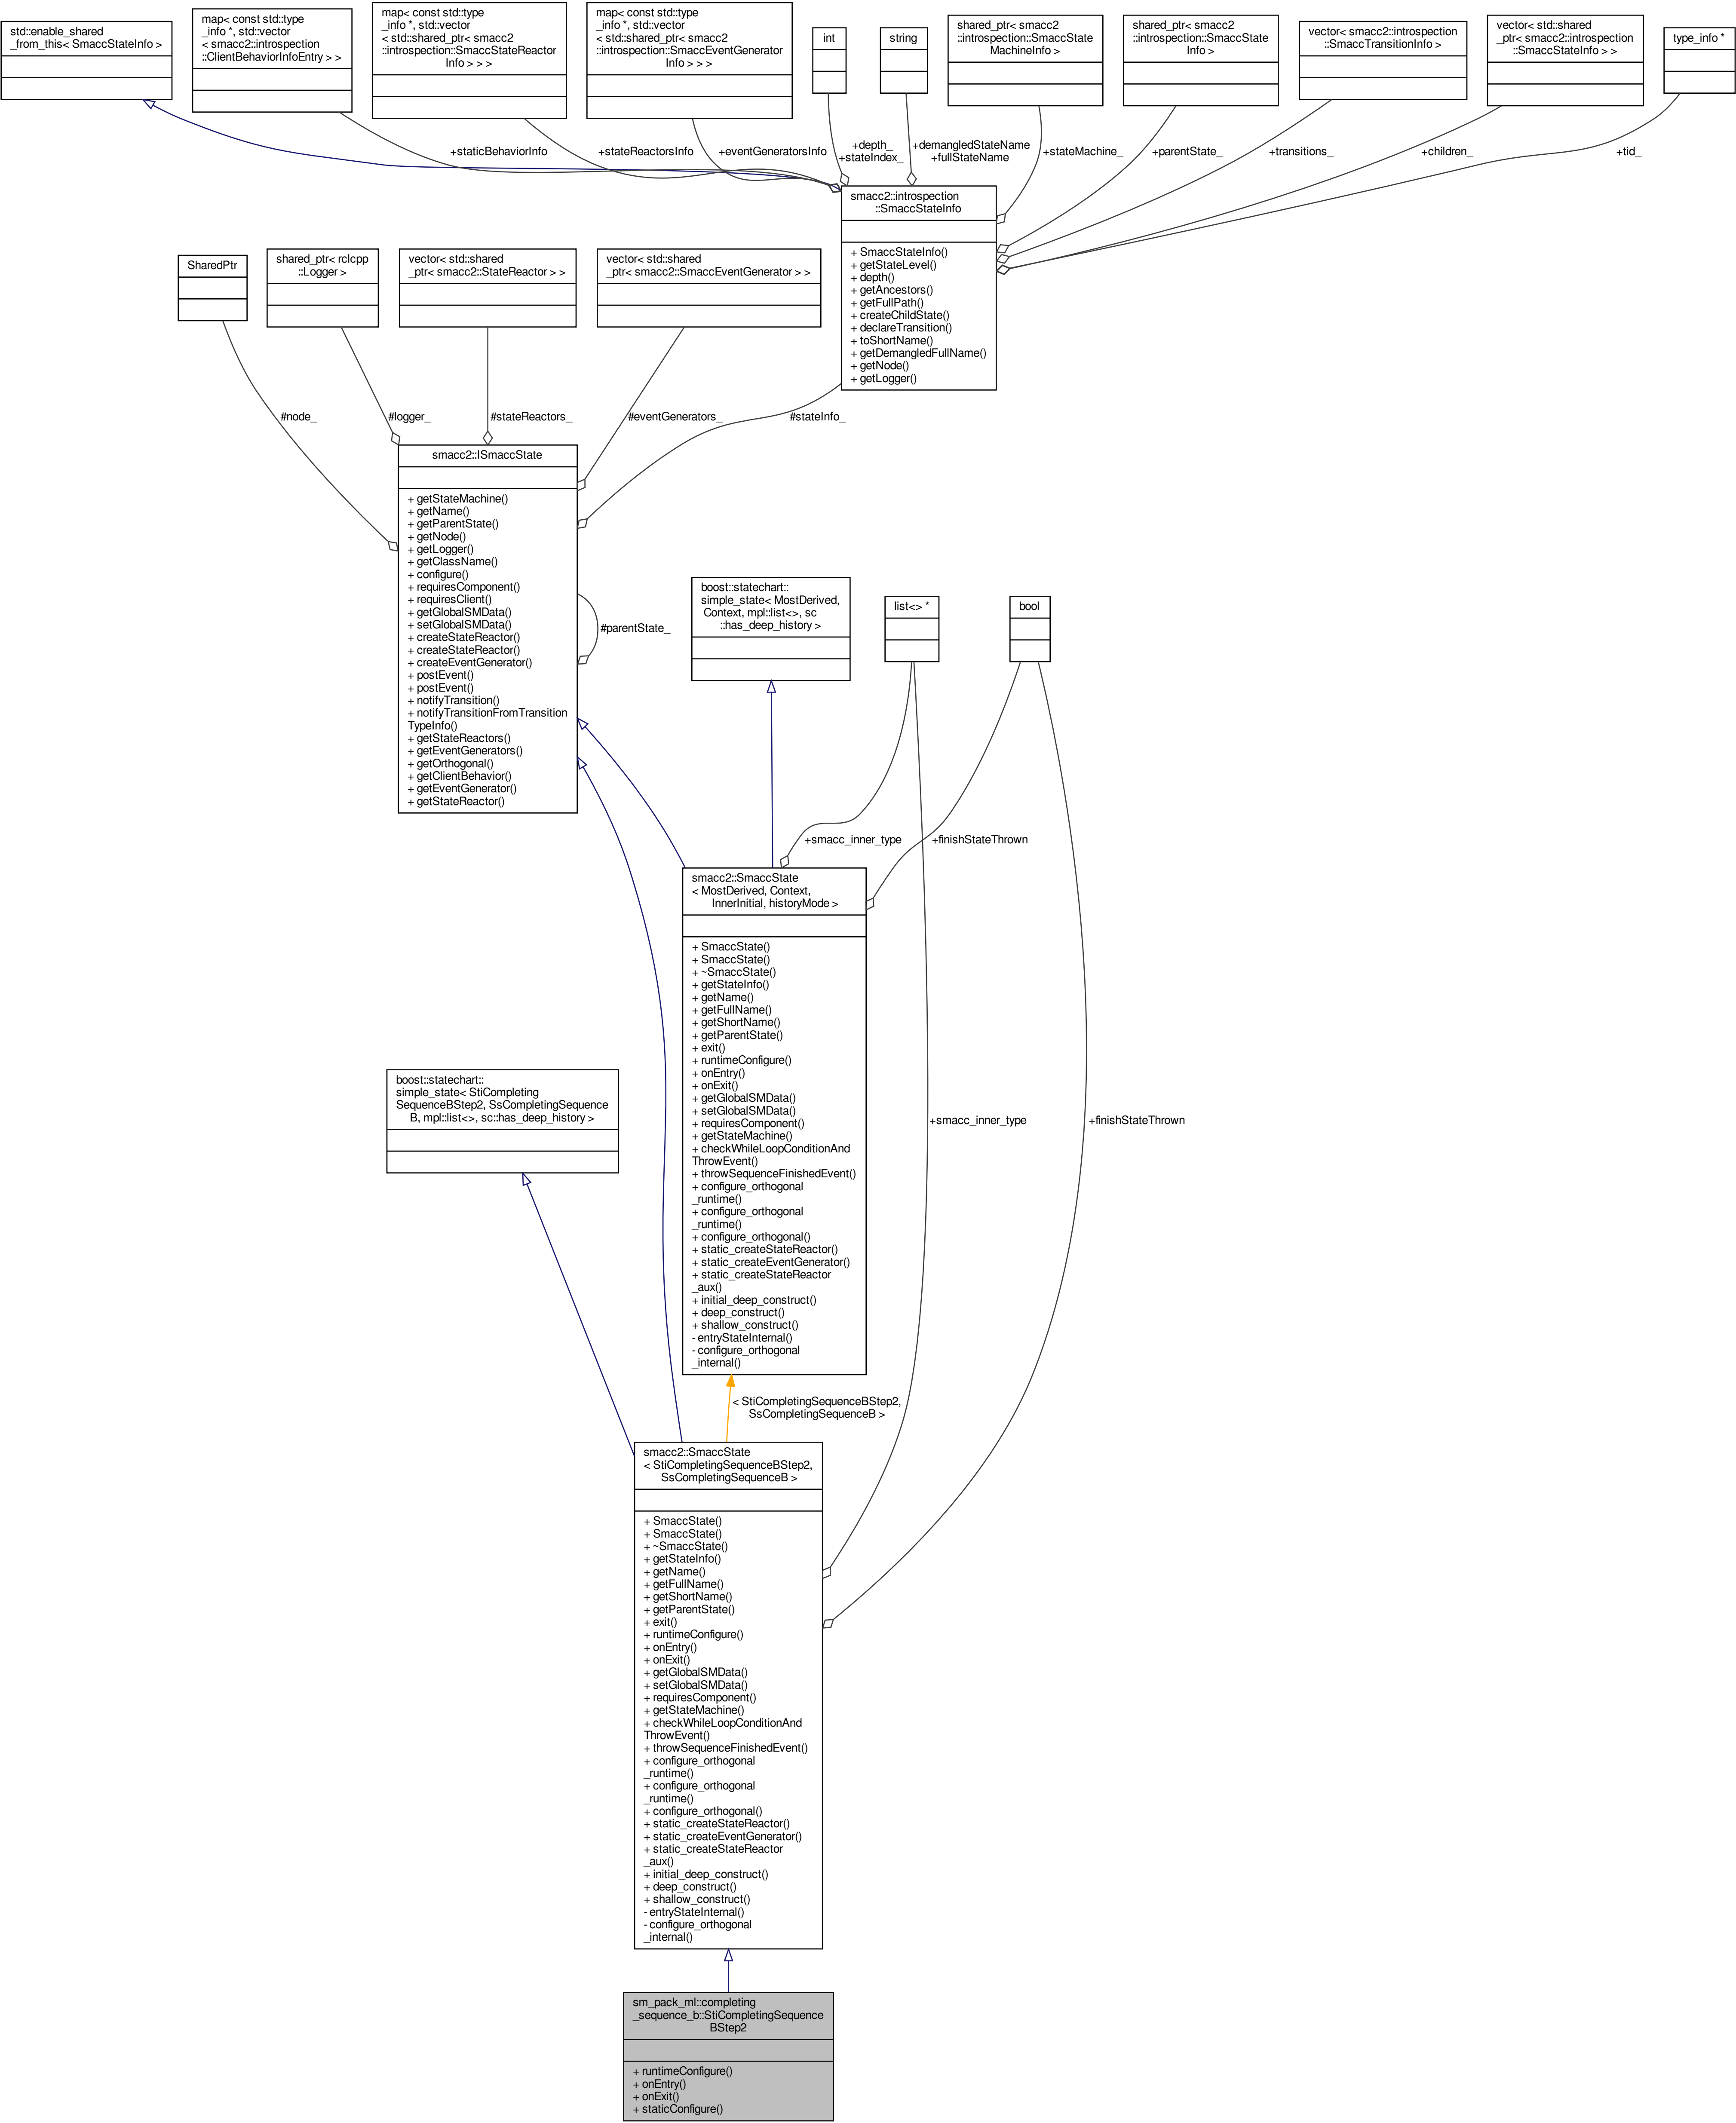 std::enable_shared
_from_this< SmaccStateInfo >
map< const std::type
_info *, std::vector
< smacc2::introspection
::ClientBehaviorInfoEntry > >
map< const std::type
_info *, std::vector
< std::shared_ptr< smacc2
::introspection::SmaccStateReactor
Info > > >
map< const std::type
_info *, std::vector
< std::shared_ptr< smacc2
::introspection::SmaccEventGenerator
Info > > >
int
string
shared_ptr< smacc2
::introspection::SmaccState
MachineInfo >
shared_ptr< smacc2
::introspection::SmaccState
Info >
vector< smacc2::introspection
::SmaccTransitionInfo >
vector< std::shared
_ptr< smacc2::introspection
::SmaccStateInfo > >
type_info *
+staticBehaviorInfo
+stateReactorsInfo
+eventGeneratorsInfo
+depth_
+stateIndex_
+demangledStateName
+fullStateName
+stateMachine_
+parentState_
+transitions_
+children_
+tid_
smacc2::introspection
::SmaccStateInfo
+ SmaccStateInfo()
+ getStateLevel()
+ depth()
+ getAncestors()
+ getFullPath()
+ createChildState()
+ declareTransition()
+ toShortName()
+ getDemangledFullName()
+ getNode()
+ getLogger()
SharedPtr
shared_ptr< rclcpp
::Logger >
vector< std::shared
_ptr< smacc2::StateReactor > >
vector< std::shared
_ptr< smacc2::SmaccEventGenerator > >
#node_
#logger_
#stateReactors_
#eventGenerators_
#stateInfo_
smacc2::ISmaccState
+ getStateMachine()
+ getName()
+ getParentState()
+ getNode()
+ getLogger()
+ getClassName()
+ configure()
+ requiresComponent()
+ requiresClient()
+ getGlobalSMData()
+ setGlobalSMData()
+ createStateReactor()
+ createStateReactor()
+ createEventGenerator()
+ postEvent()
+ postEvent()
+ notifyTransition()
+ notifyTransitionFromTransition
TypeInfo()
+ getStateReactors()
+ getEventGenerators()
+ getOrthogonal()
+ getClientBehavior()
+ getEventGenerator()
+ getStateReactor()
#parentState_
boost::statechart::
simple_state< MostDerived,
Context, mpl::list<>, sc
::has_deep_history >
list<> *
bool
+smacc_inner_type
+finishStateThrown
smacc2::SmaccState
< MostDerived, Context,
InnerInitial, historyMode >
+ SmaccState()
+ SmaccState()
+ ~SmaccState()
+ getStateInfo()
+ getName()
+ getFullName()
+ getShortName()
+ getParentState()
+ exit()
+ runtimeConfigure()
+ onEntry()
+ onExit()
+ getGlobalSMData()
+ setGlobalSMData()
+ requiresComponent()
+ getStateMachine()
+ checkWhileLoopConditionAnd
ThrowEvent()
+ throwSequenceFinishedEvent()
+ configure_orthogonal
_runtime()
+ configure_orthogonal
_runtime()
+ configure_orthogonal()
+ static_createStateReactor()
+ static_createEventGenerator()
+ static_createStateReactor
_aux()
+ initial_deep_construct()
+ deep_construct()
+ shallow_construct()
- entryStateInternal()
- configure_orthogonal
_internal()
boost::statechart::
simple_state< StiCompleting
SequenceBStep2, SsCompletingSequence
B, mpl::list<>, sc::has_deep_history >
+smacc_inner_type
+finishStateThrown
< StiCompletingSequenceBStep2,
SsCompletingSequenceB >
smacc2::SmaccState
< StiCompletingSequenceBStep2,
SsCompletingSequenceB >
+ SmaccState()
+ SmaccState()
+ ~SmaccState()
+ getStateInfo()
+ getName()
+ getFullName()
+ getShortName()
+ getParentState()
+ exit()
+ runtimeConfigure()
+ onEntry()
+ onExit()
+ getGlobalSMData()
+ setGlobalSMData()
+ requiresComponent()
+ getStateMachine()
+ checkWhileLoopConditionAnd
ThrowEvent()
+ throwSequenceFinishedEvent()
+ configure_orthogonal
_runtime()
+ configure_orthogonal
_runtime()
+ configure_orthogonal()
+ static_createStateReactor()
+ static_createEventGenerator()
+ static_createStateReactor
_aux()
+ initial_deep_construct()
+ deep_construct()
+ shallow_construct()
- entryStateInternal()
- configure_orthogonal
_internal()
sm_pack_ml::completing
_sequence_b::StiCompletingSequence
BStep2
+ runtimeConfigure()
+ onEntry()
+ onExit()
+ staticConfigure()